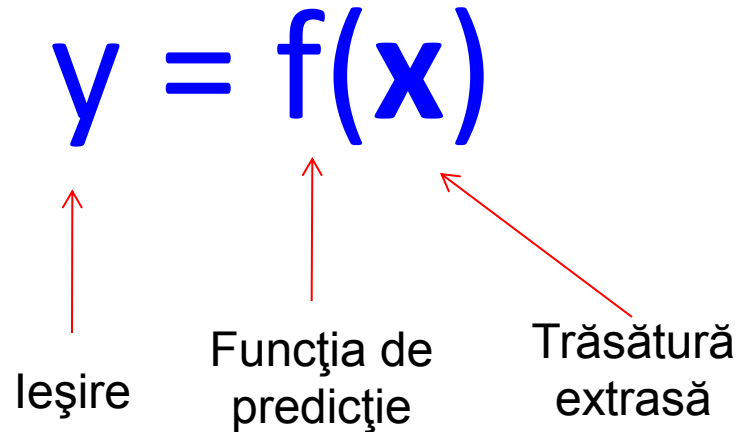 y = f(x)
Ieşire
Funcţia de
predicţie
Trăsătură
extrasă